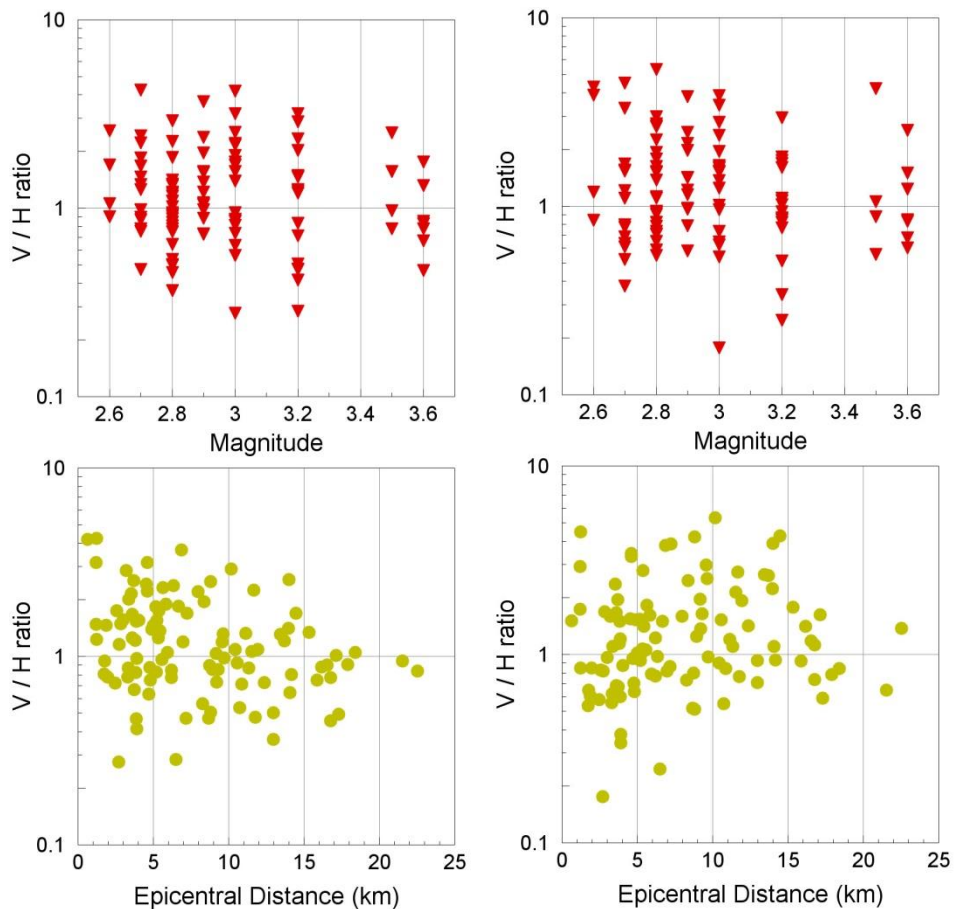 10
V / H ratio
1
0.1
2.6 2.8 3 3.2 3.4 3.6
Magnitude
10
V / H ratio
1
0.1
2.6 2.8 3 3.2 3.4 3.6
Magnitude
10
V / H ratio
1
0.1
0 5 10 15 20 25
Epicentral Distance (km)
10
V / H ratio
1
0.1
0 5 10 15 20 25
Epicentral Distance (km)